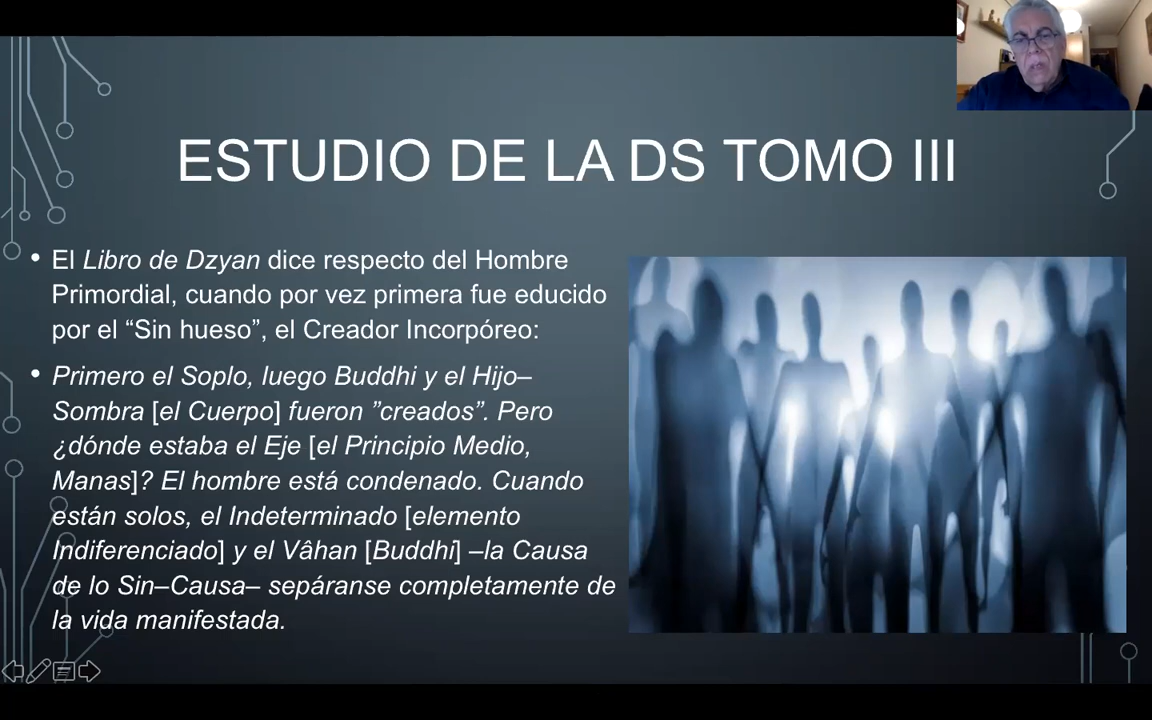 ESTUDIO DE LA DS TOMO III
• El Libro de Dzyan dice respecto del Hombre
Primordial, cuando por vez primera fue educido
por el “Sin hueso”, el Creador Incorpóreo:
• Primero el Soplo, luego Buddhi y el Hijo–
Sombra [el Cuerpo] fueron ”creados”. Pero
¿dónde estaba el Eje [el Principio Medio,
Manas]? El hombre está condenado. Cuando
están solos, el Indeterminado [elemento
Indiferenciado] y el Vâhan [Buddhi] –la Causa
de lo Sin–Causa– sepáranse completamente de
la vida manifestada.